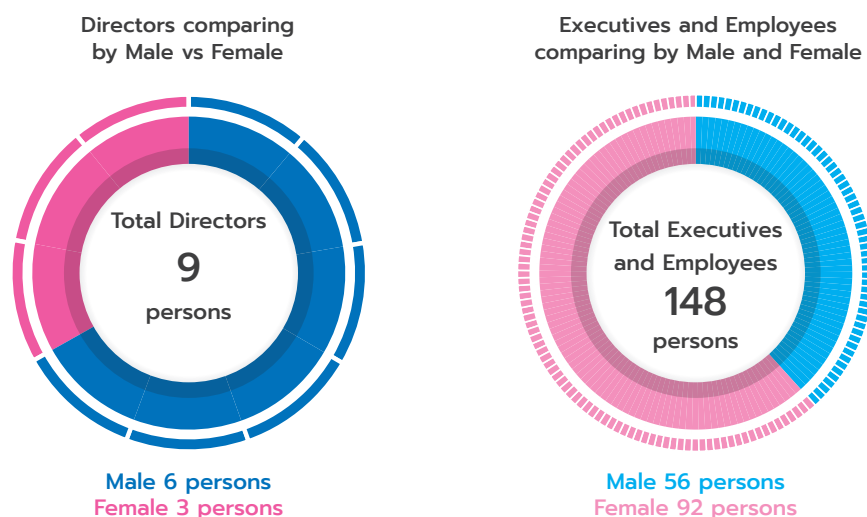 Directors comparing
by Male vs Female
Total Directors
9
persons
Male 6 persons
Female 3 persons
Executives and Employees
comparing by Male and Female
Total Executives
and Employees
148
persons
Male 56 persons
Female 92 persons